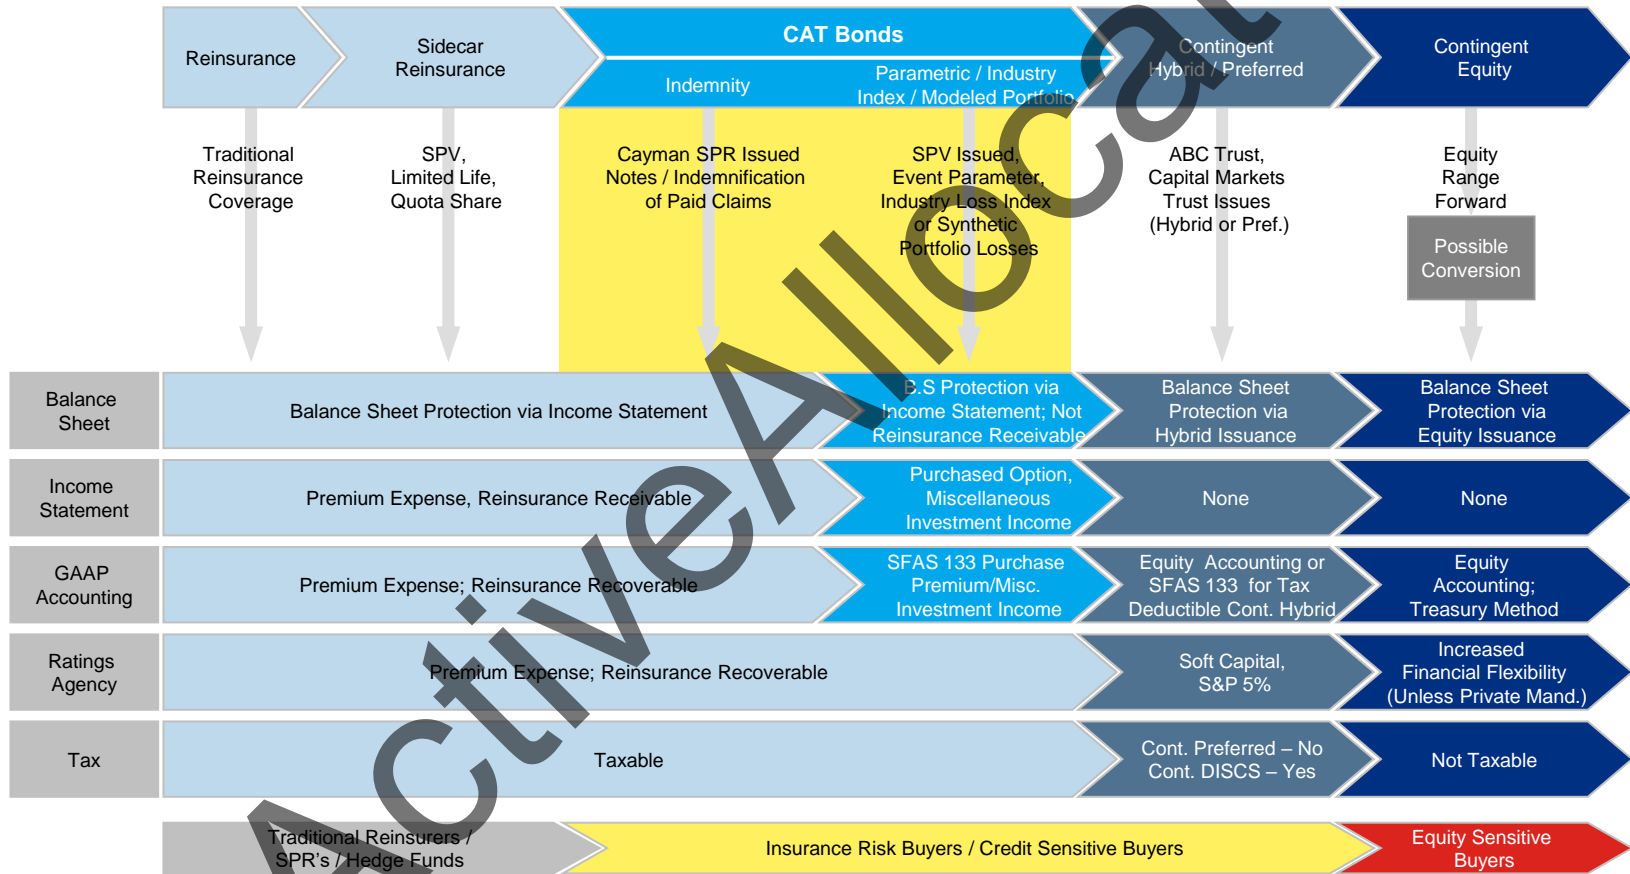 Reinsurance
Sidecar
Reinsurance
CAT Bonds
Indemnity
Parametric / Industry
Index / Modeled Portfolio
Contingent
Hybrid / Preferred
Contingent
Equity
Traditional
Reinsurance
Coverage
SPV,
Limited Life,
Quota Share
Cayman SPR Issued
Notes / Indemnification
of Paid Claims
SPV Issued,
Event Parameter,
Industry Loss Index
or Synthetic
Portfolio Losses
ABC Trust,
Capital Markets
Trust Issues
(Hybrid or Pref.)
Equity
Range
Forward
Possible
Conversion
Balance
Sheet
Balance Sheet Protection via Income Statement
B.S Protection via
Income Statement; Not
Reinsurance Receivable
Balance Sheet
Protection via
Hybrid Issuance
Balance Sheet
Protection via
Equity Issuance
Income
Statement
Premium Expense, Reinsurance Receivable
Purchased Option,
Miscellaneous
Investment Income
None
None
GAAP
Accounting
Premium Expense; Reinsurance Recoverable
SFAS 133 Purchase
Premium/Misc.
Investment Income
Equity Accounting or
SFAS 133 for Tax
Deductible Cont. Hybrid
Equity
Accounting;
Treasury Method
Ratings
Agency
Premium Expense; Reinsurance Recoverable
Soft Capital,
S&P 5%
Increased
Financial Flexibility
(Unless Private Mand.)
Tax
Taxable
Cont. Preferred – No
Cont. DISCS – Yes
Not Taxable
Traditional Reinsurers /
SPR's / Hedge Funds
Insurance Risk Buyers / Credit Sensitive Buyers
Equity Sensitive
Buyers
ActiveAllocat